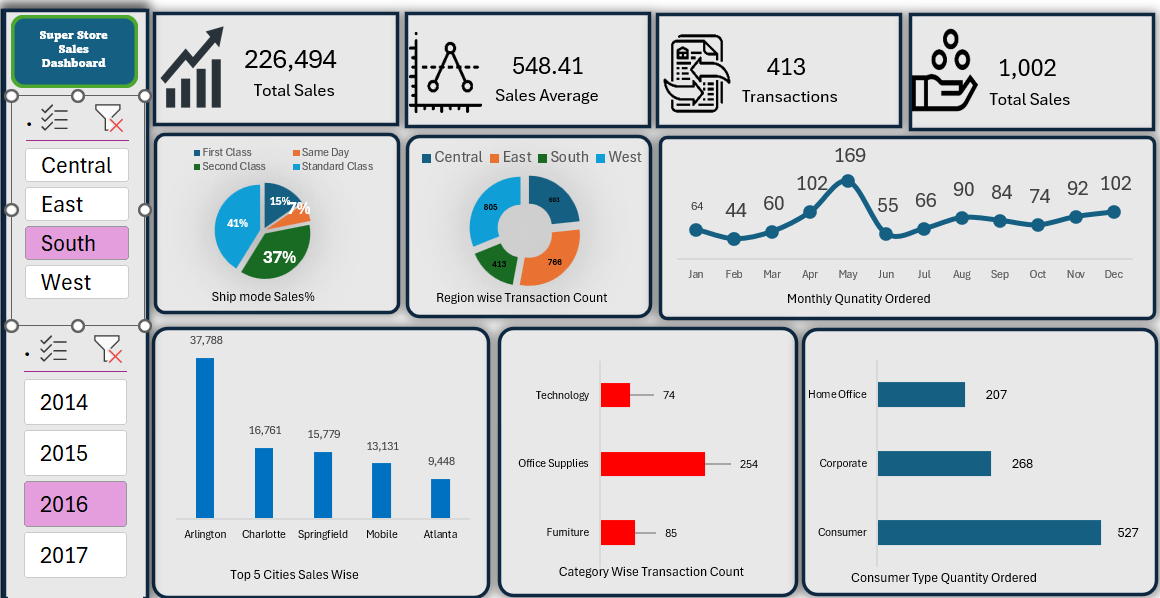 Super Store
Sales
Dashboard
Central
East
South
West
2014
2015
2016
2017
226,494
Total Sales
548.41
Sales Average
413
Transactions
1,002
Total Sales
First Class
Same Day
Second Class
Standard Class
15%
7%
41%
37%
Ship mode Sales%
Central East South West
805
603
413
766
Region wise Transaction Count
169
102
64
44
60
55
66
90
84
74
92
102
Jan Feb Mar Apr May Jun Jul Aug Sep Oct Nov Dec
Monthly Qunatity Ordered
37,788
16,761
15,779
13,131
9,448
Arlington Charlotte Springfield Mobile Atlanta
Top 5 Cities Sales Wise
Technology 74
Office Supplies 254
Furniture 85
Category Wise Transaction Count
Home Office 207
Corporate 268
Consumer 527
Consumer Type Quantity Ordered